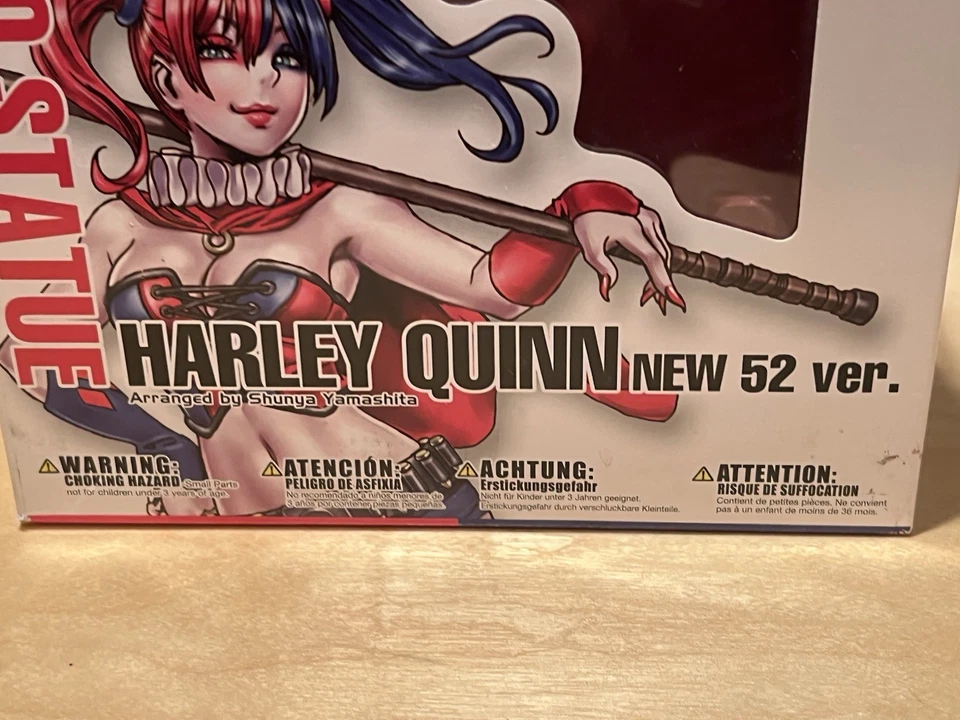 O-STATUE
HARLEY QUINN NEW 52 ver.
Arranged by Shunya Yamashita
WARNING:
CHOKING HAZARD Small Parts
not for children under 3 years of age.
ATENCIÓN:
PELIGRO DE ASFIXIA
No recomendado a niños menores de
3 años por contener piezas pequeñas
ACHTUNG:
Erstickungsgefahr
Nicht für Kinder unter 3 Jahren geeignet.
Erstickungsgefahr durch verschluckbare Kleinteile.
ATTENTION:
RISQUE DE SUFFOCATION
Contient de petites pièces. Ne convient
pas à un enfant de moins de 36 mois.